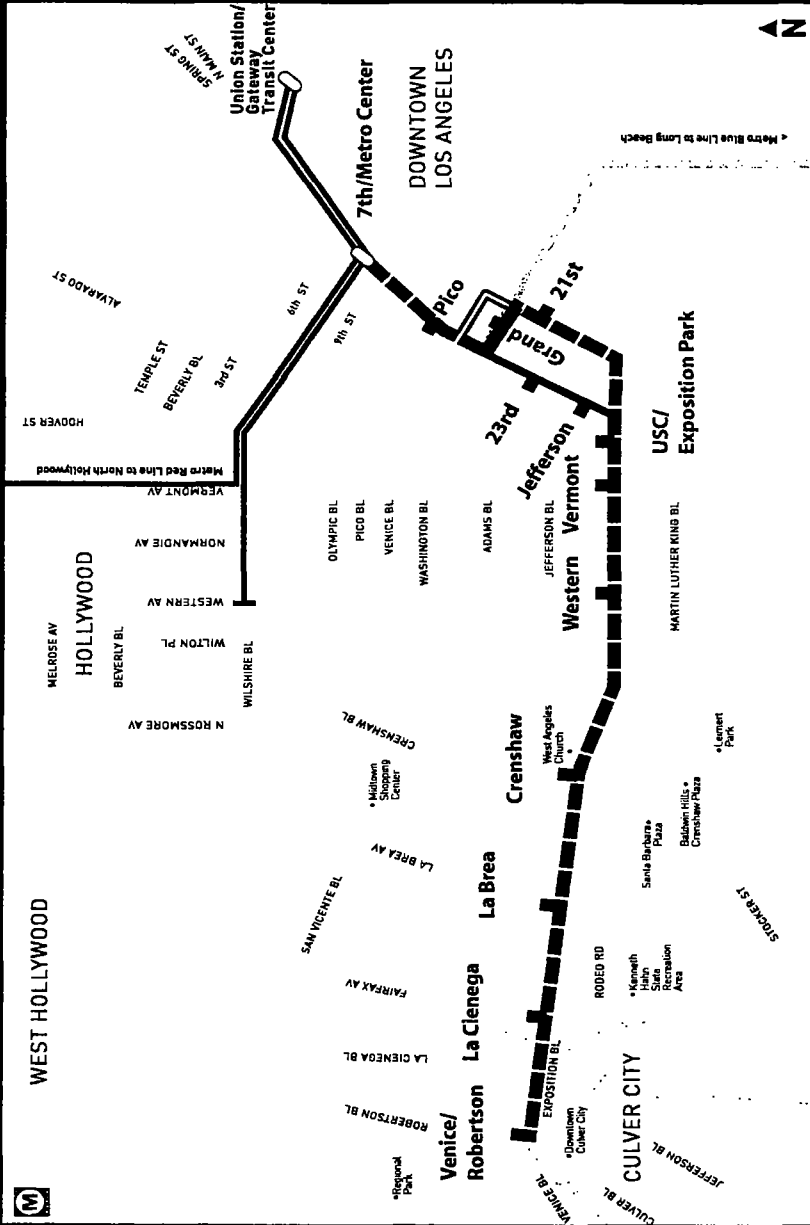 WEST HOLLYWOOD
MELROSE AV
HOLLYWOOD
BEVERLY BL
N ROSSMORE AV
WILTON PL
WESTERN AV
NORMANDIE AV
VERMONT AV
Metro Red Line to North Hollywood
HOOVER ST
TEMPLE ST
BEVERLY BL
3rd ST
ALVARADO ST
6th ST
9th ST
SPRING ST
N MAIN ST
Union Station/
Gateway
Transit Center
7th/Metro Center
DOWNTOWN
LOS ANGELES
N
Metro Blue Line to Long Beach
WILSHIRE BL
OLYMPIC BL
PICO BL
VENICE BL
WASHINGTON BL
ADAMS BL
JEFFERSON BL
MARTIN LUTHER KING BL
CRENSHAW BL
Midtown
Shopping
Center
LA BREA AV
SAN VICENTE BL
FAIRFAX AV
LA CIENEGA BL
ROBERTSON BL
Regional
Park
Pico
Grand
21st
23rd
Jefferson
USC/
Exposition Park
Vermont
Western
Crenshaw
West Angeles
Church
La Brea
La Cienega
Venice/
Robertson
EXPOSITION BL
RODEO RD
Downtown
Culver City
CULVER CITY
VENICE BL
CULVER BL
JEFFERSON BL
Kenneth
Hahn
State
Recreation
Area
STOCKER ST
Santa Barbara
Plaza
Baldwin Hills
Crenshaw Plaza
Leimert
Park
M